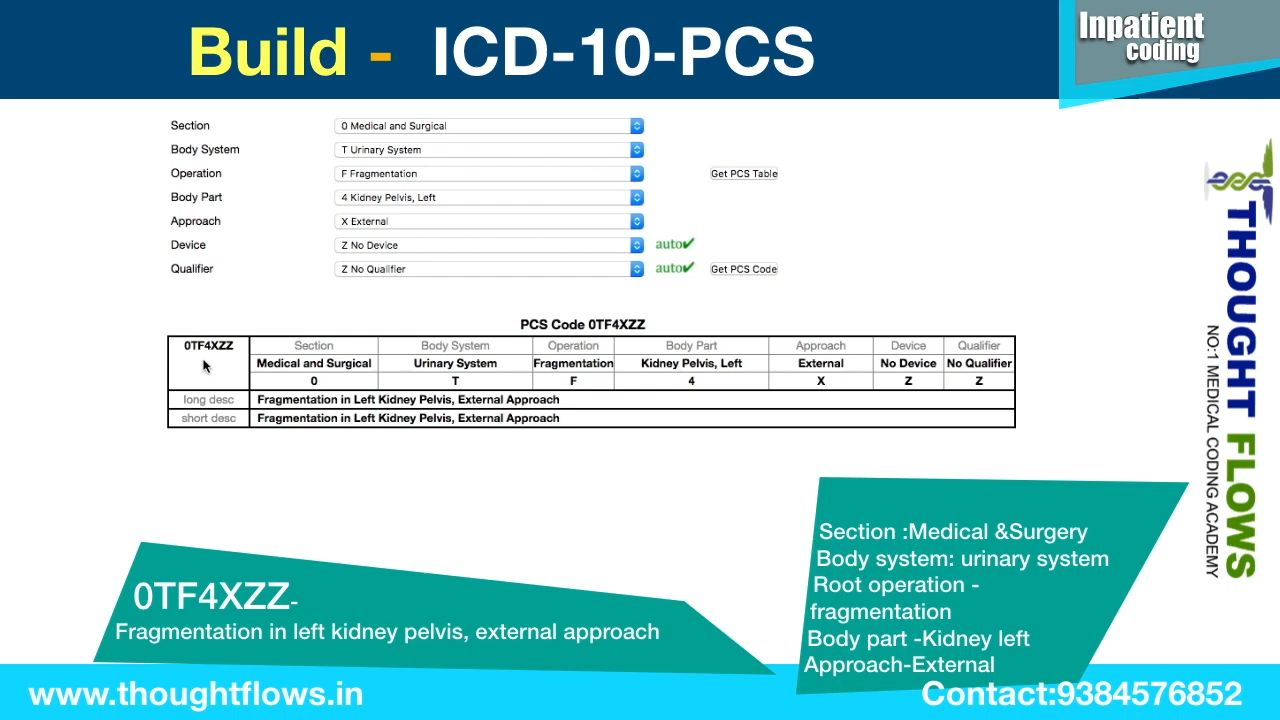 Build - ICD-10-PCS
Inpatient
coding
Section 0 Medical and Surgical
Body System T Urinary System
Operation F Fragmentation Get PCS Table
Body Part 4 Kidney Pelvis, Left
Approach X External
Device Z No Device auto✔
Qualifier Z No Qualifier auto✔ Get PCS Code
PCS Code 0TF4XZZ
0TF4XZZ Section Body System Operation Body Part Approach Device Qualifier
Medical and Surgical Urinary System Fragmentation Kidney Pelvis, Left External No Device No Qualifier
0 T F 4 X Z Z
long desc Fragmentation in Left Kidney Pelvis, External Approach
short desc Fragmentation in Left Kidney Pelvis, External Approach
THOUGHT FLOWS
NO:1 MEDICAL CODING ACADEMY
0TF4XZZ-
Fragmentation in left kidney pelvis, external approach
Section :Medical &Surgery
Body system: urinary system
Root operation -
fragmentation
Body part -Kidney left
Approach-External
www.thoughtflows.in
Contact:9384576852